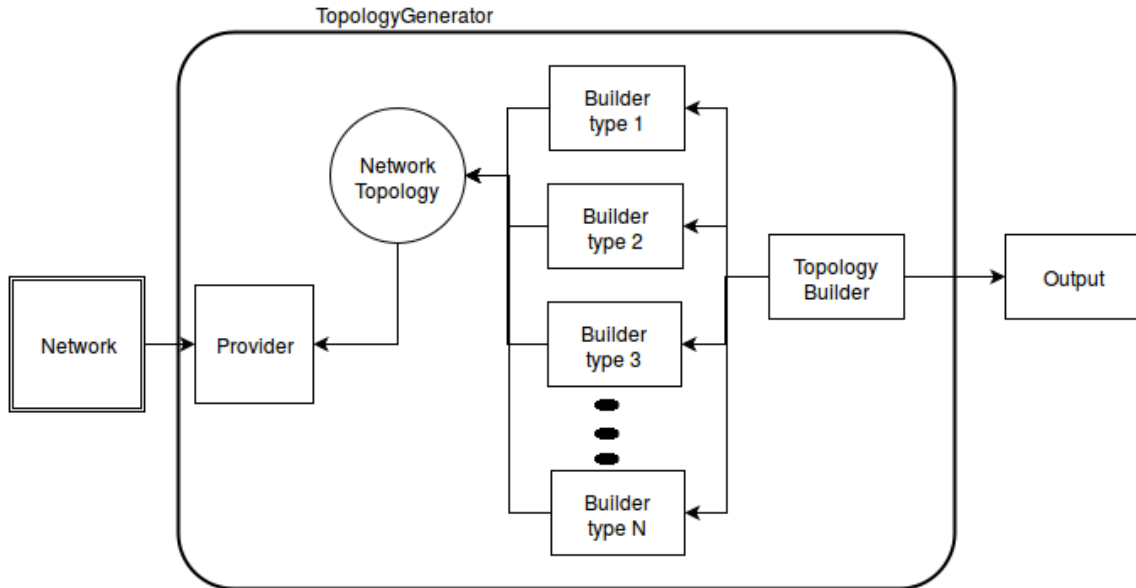 TopologyGenerator
Builder
type 1
Network
Topology
Builder
type 2
Topology
Builder
Output
Network
Provider
Builder
type 3
Builder
type N